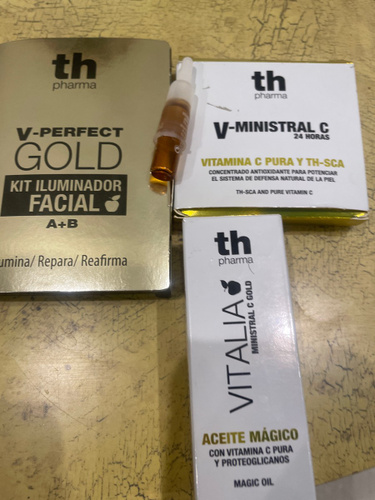 th
pharma
V-PERFECT
GOLD
KIT ILUMINADOR
FACIAL
A+B
umina/ Repara/ Reafirma
th
pharma
V-MINISTRAL C
24 HORAS
VITAMINA C PURA Y TH-SCA
CONCENTRADO ANTIOXIDANTE PARA POTENCIAR
EL SISTEMA DE DEFENSA NATURAL DE LA PIEL
TH-SCA AND PURE VITAMIN C
th
pharma
VITALIA
MINISTRAL C GOLD
ACEITE MÁGICO
CON VITAMINA C PURA
Y PROTEOGLICANOS
MAGIC OIL